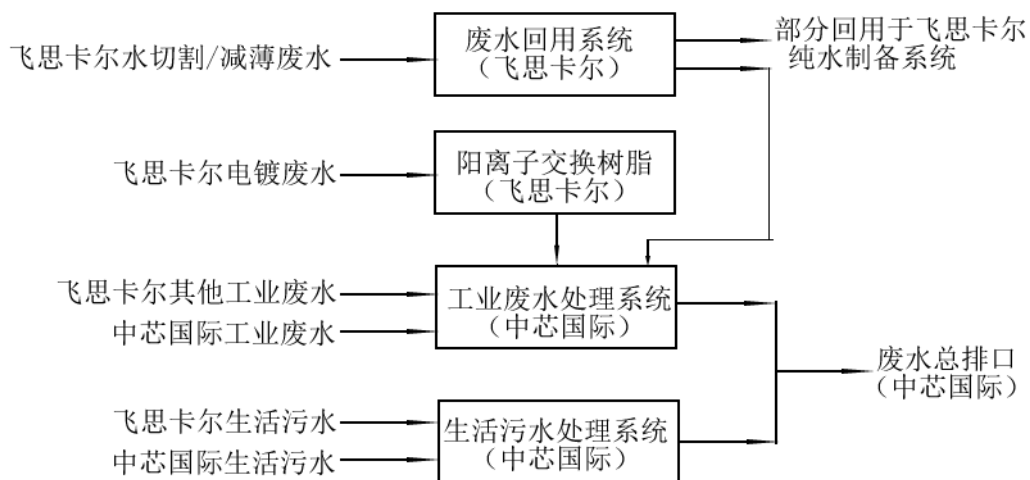 飞思卡尔水切割/减薄废水
废水回用系统
（飞思卡尔）
部分回用于飞思卡尔
纯水制备系统
飞思卡尔电镀废水
阳离子交换树脂
（飞思卡尔）
飞思卡尔其他工业废水
中芯国际工业废水
工业废水处理系统
（中芯国际）
废水总排口
（中芯国际）
飞思卡尔生活污水
中芯国际生活污水
生活污水处理系统
（中芯国际）